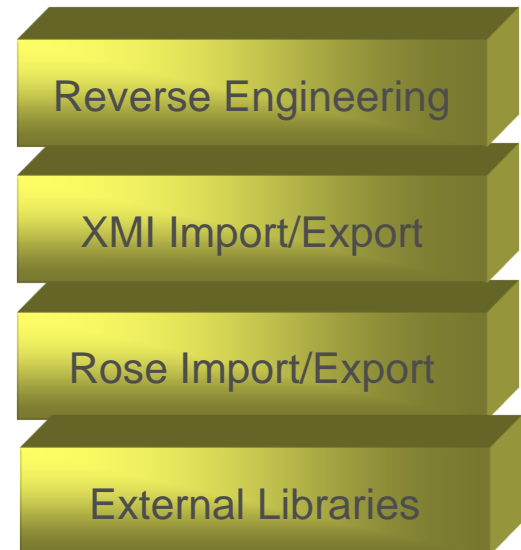 Reverse Engineering
XMI Import/Export
Rose Import/Export
External Libraries